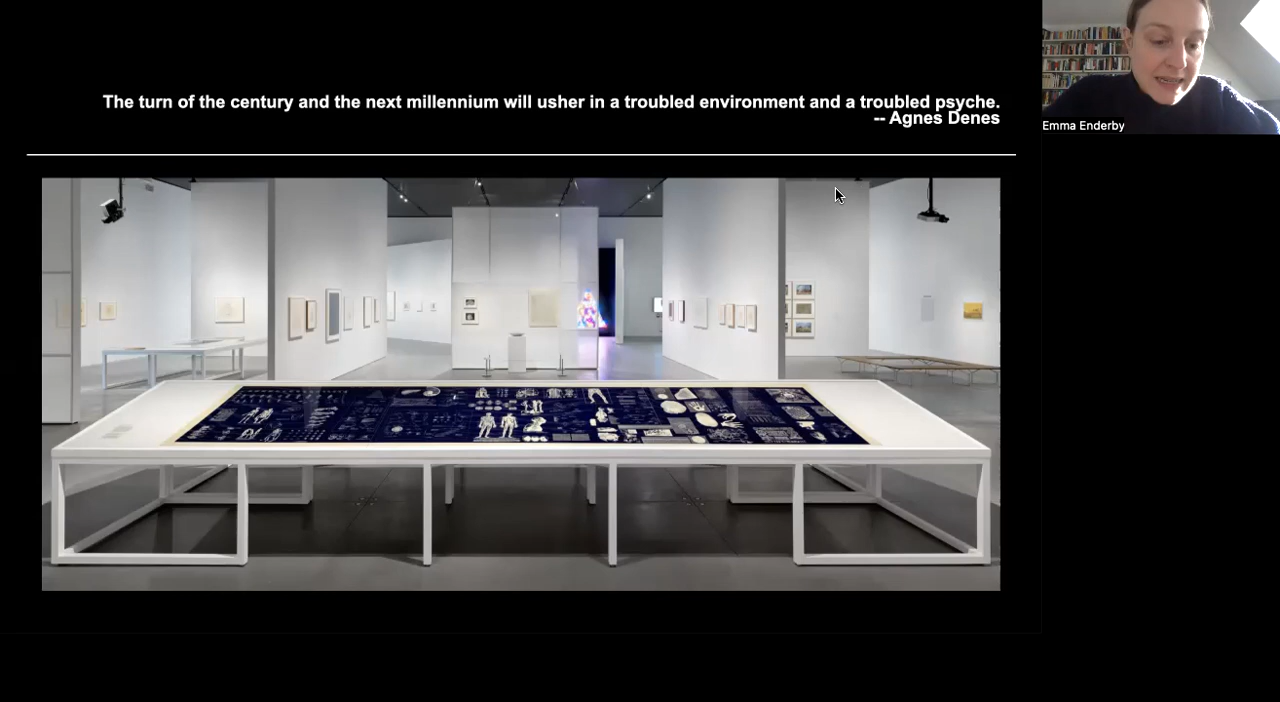 The turn of the century and the next millennium will usher in a troubled environment and a troubled psyche.
-- Agnes Denes
Emma Enderby